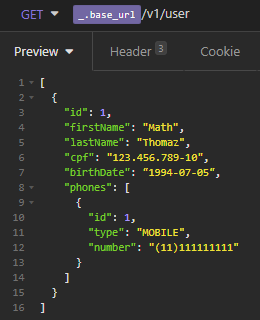 GET _.base_url/v1/user
Preview Header 3 Cookie
1 [
2 {
3 "id": 1,
4 "firstName": "Math",
5 "lastName": "Thomaz",
6 "cpf": "123.456.789-10",
7 "birthDate": "1994-07-05",
8 "phones": [
9 {
10 "id": 1,
11 "type": "MOBILE",
12 "number": "(11)111111111"
13 }
14 ]
15 }
16 ]